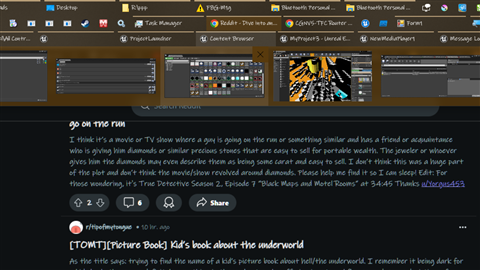 Desktop
R!ppp
FBG-Mvg
Bluetooth Personal ...
Bluetooth Personal ...
Task Manager
Reddit - Dive into an...
CGNVS-TTC Router ...
Form1
ProjectLauncher
Content Browser
MyProject3 - Unreal E...
NewMediaPlayer1
Message Lo
Search Reddit
go on the run
I think it's a movie or TV show where a guy is going on the run or something similar and has a friend or acquaintance
who is giving him diamonds or similar precious stones that are easy to sell for portable wealth. The jeweler or whoever
gives him the diamonds may even describe them as being some carat and easy to sell. I don't think this was a huge part
of the plot and don't think the movie/show revolved around diamonds. Please help me find it so I can sleep! Edit: For
those wondering, it's True Detective Season 2, Episode 7 "Black Maps and Motel Rooms" at 34:45 Thanks u/Yorgus453
2
6
Share
r/tipofmytongue • 10 hr. ago
[TOMT][Picture Book] Kid's book about the underworld
As the title says: trying to find the name of a kid's picture book about hell/the underworld. I remember it being dark for